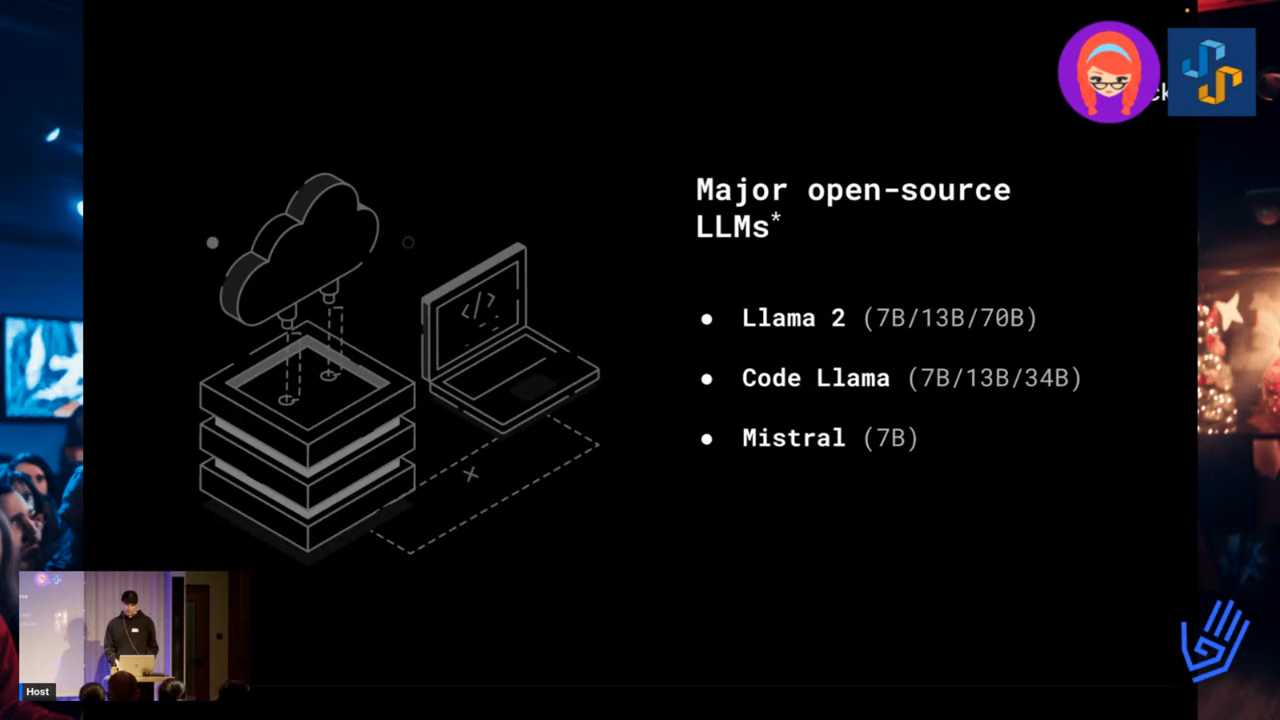 Major open-source
LLMs*
• Llama 2 (7B/13B/70B)
• Code Llama (7B/13B/34B)
• Mistral (7B)
</>
Host